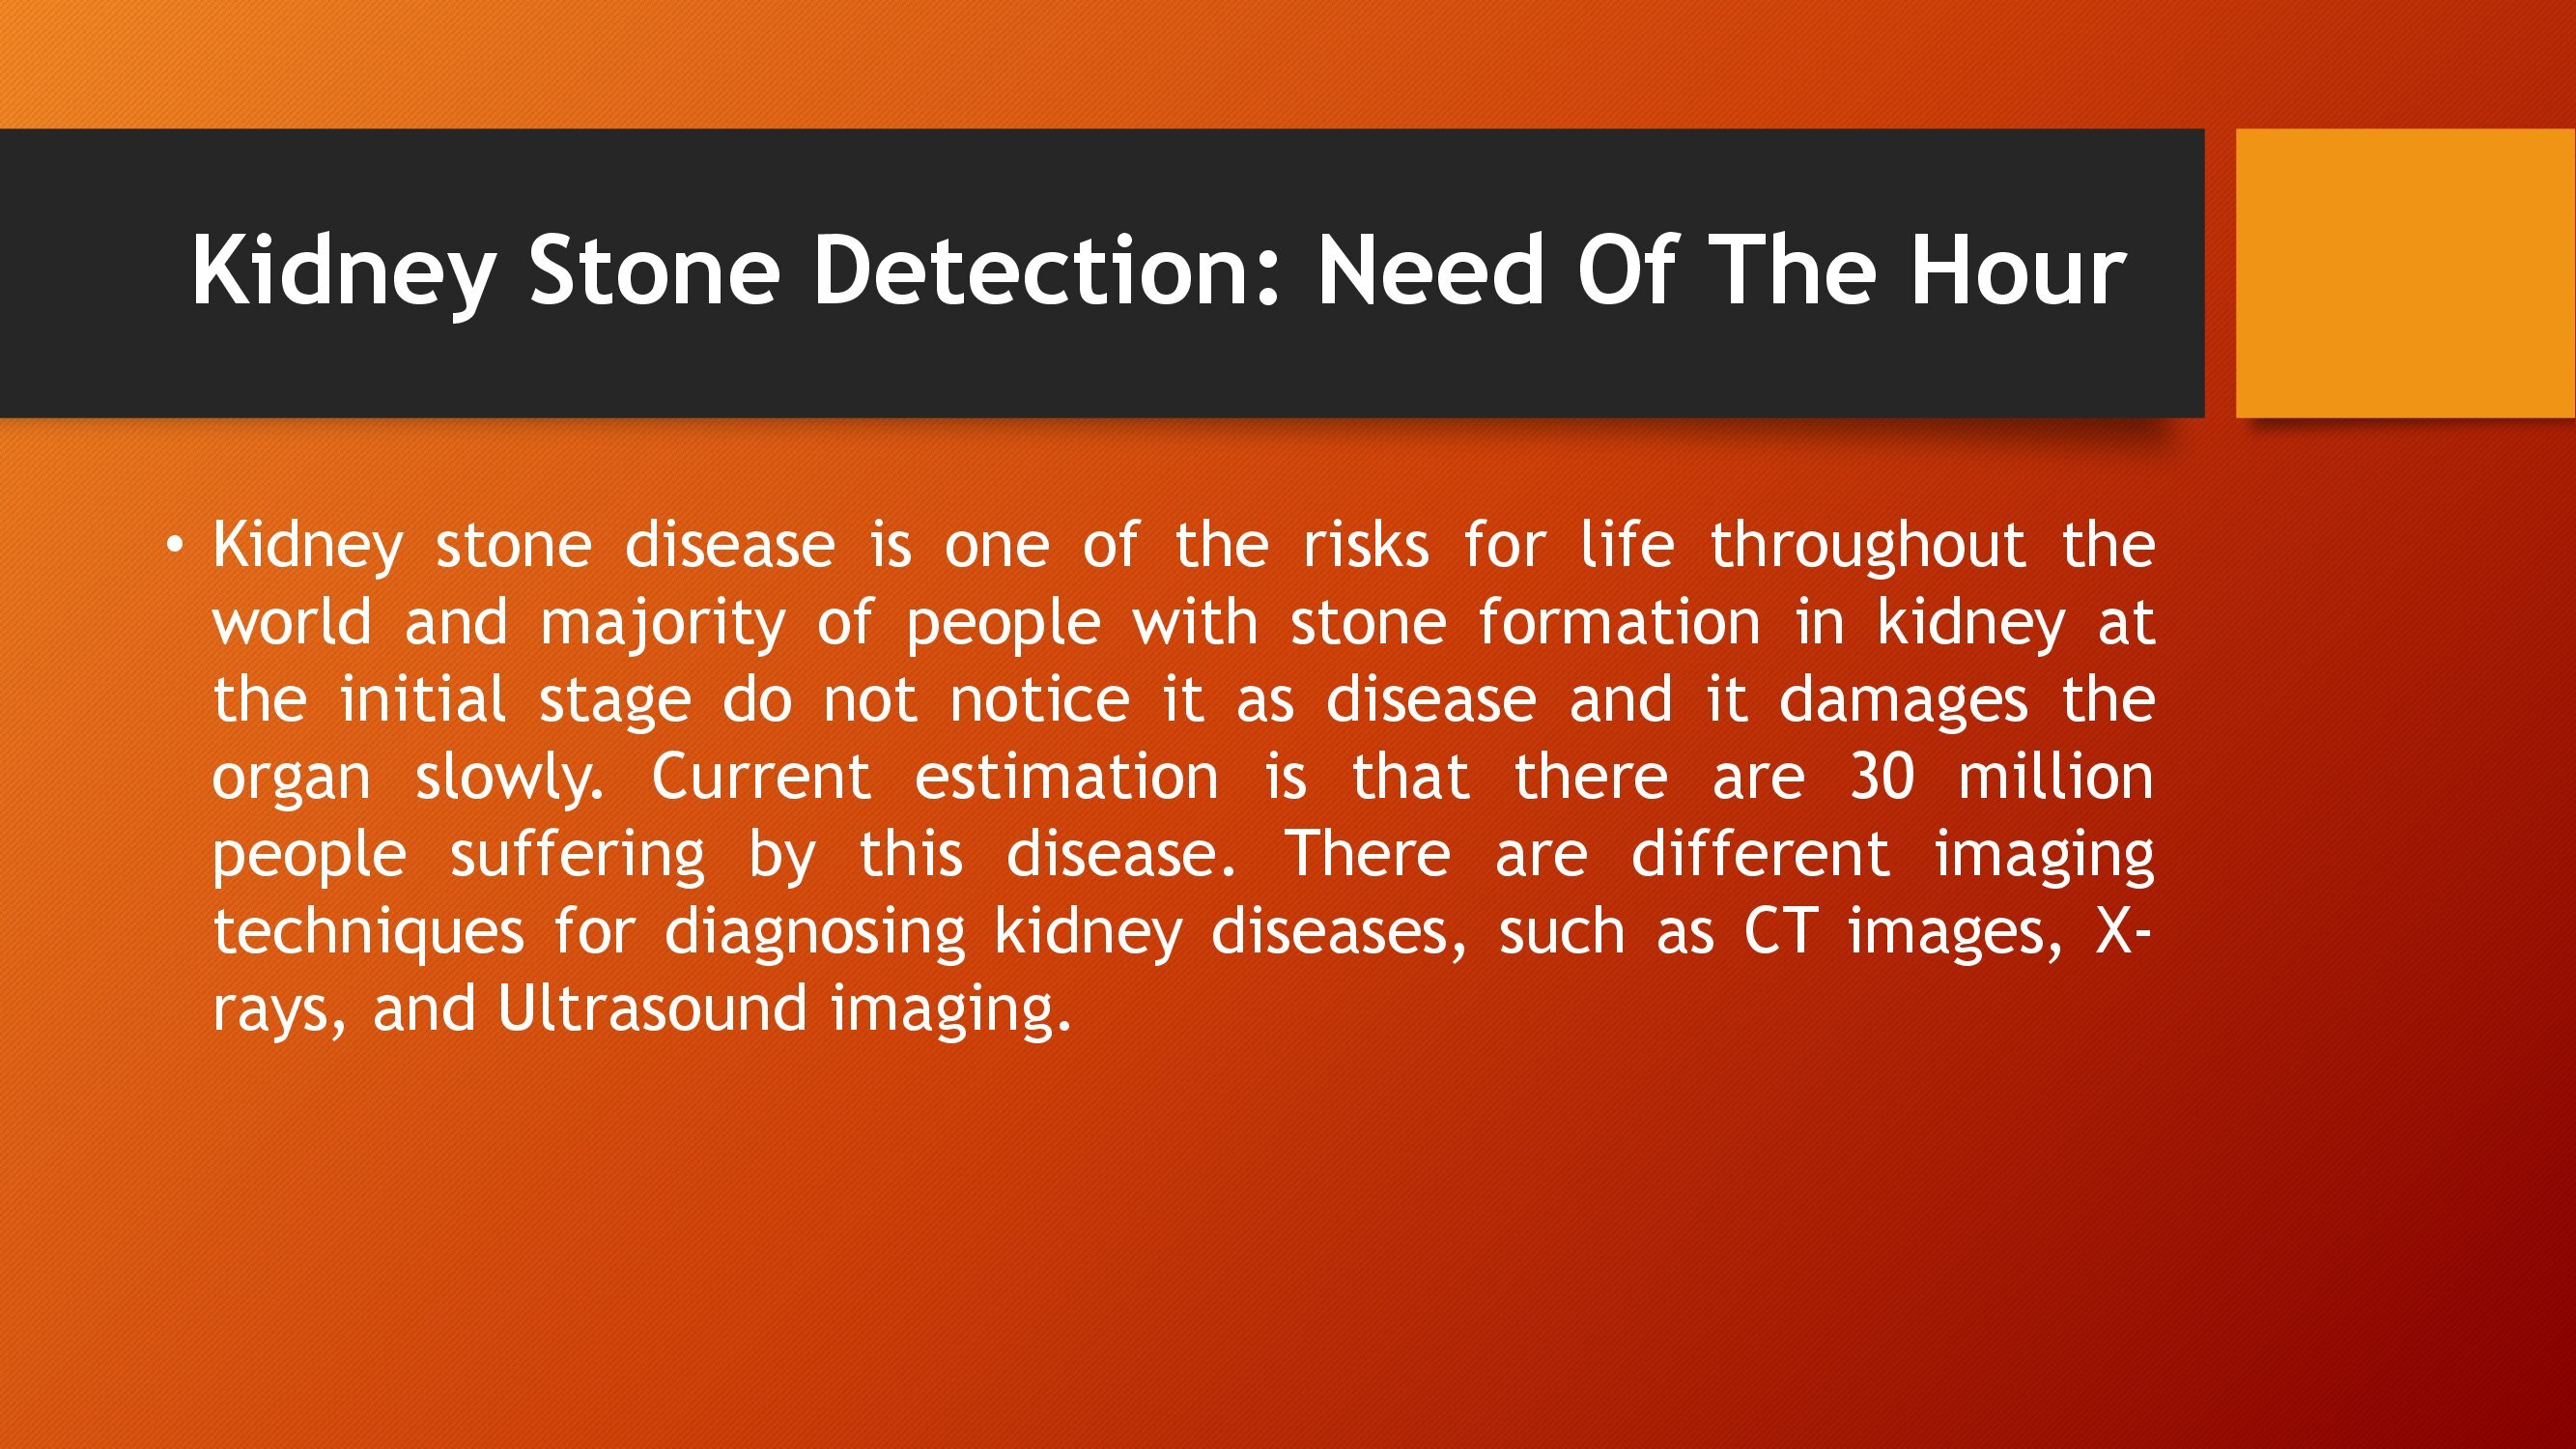 Kidney Stone Detection: Need Of The Hour
• Kidney stone disease is one of the risks for life throughout the
world and majority of people with stone formation in kidney at
the initial stage do not notice it as disease and it damages the
organ slowly. Current estimation is that there are 30 million
people suffering by this disease. There are different imaging
techniques for diagnosing kidney diseases, such as CT images, X-
rays, and Ultrasound imaging.